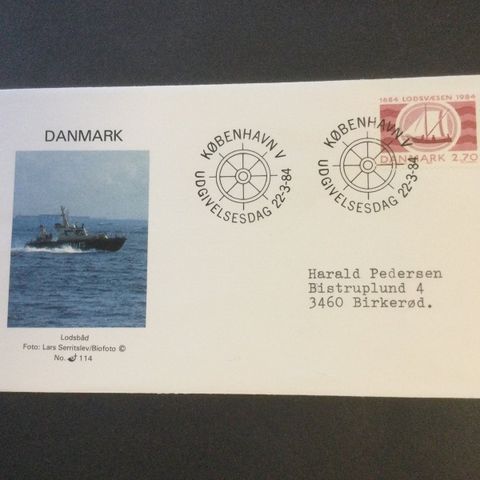 DANMARK
Lodsbåd
Foto: Lars Serritslev/Biofoto ©
No. 114
KØBENHAVN V
UDGIVELSESDAG 22-3-84
KØBENHAVN V
UDGIVELSESDAG 22-3-84
1684 LODSVÆSEN 1984
DANMARK 2.70
Harald Pedersen
Bistruplund 4
3460 Birkerød.